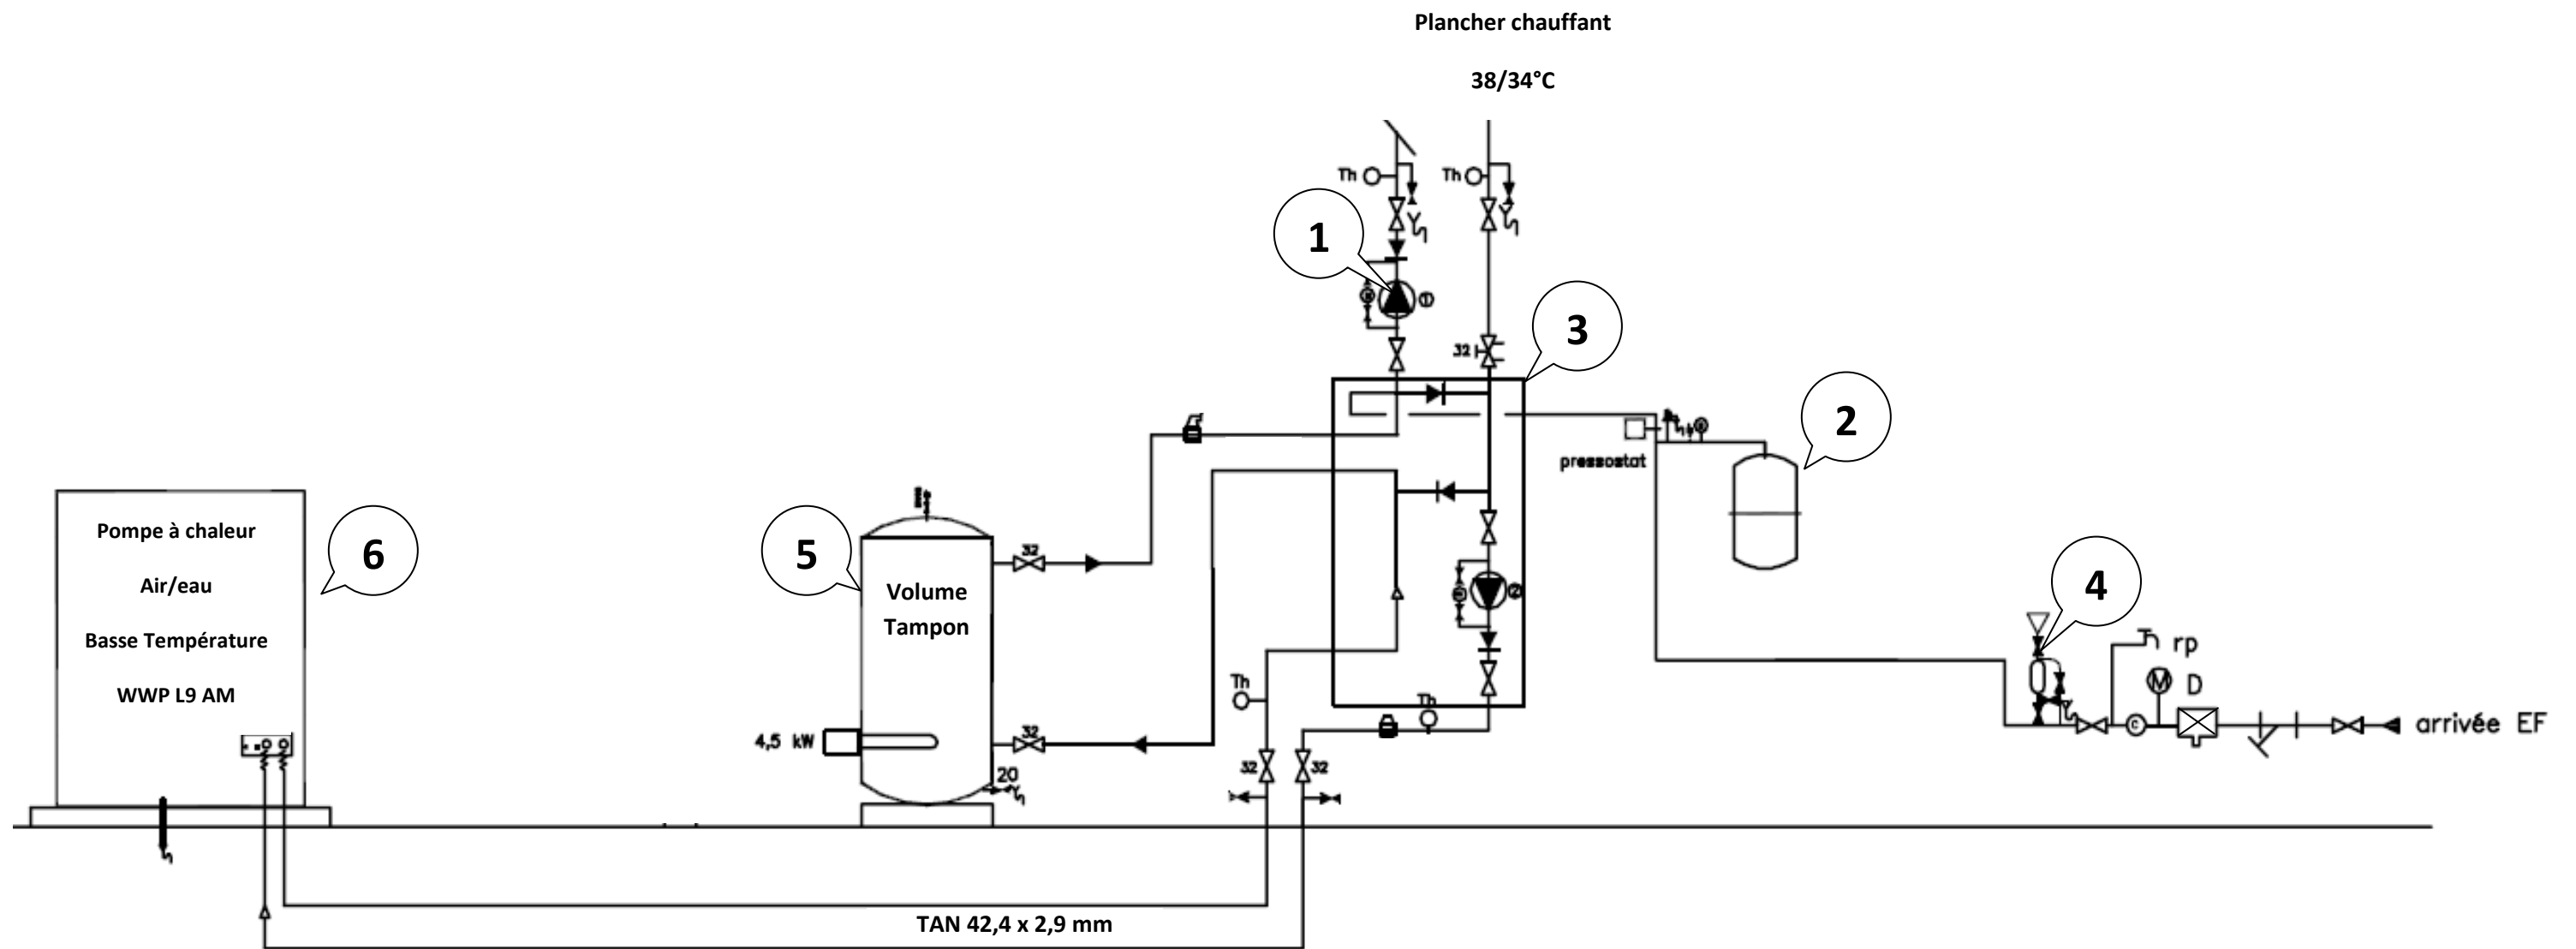 Plancher chauffant
38/34°C
Th
Th
1
①
3
32
2
pressostat
Pompe à chaleur
Air/eau
Basse Température
WWP L9 AM
6
5
32
Volume
Tampon
②
4
rp
M
D
C
arrivée EF
Th
Th
4,5 kW
32
20
32
32
TAN 42,4 x 2,9 mm